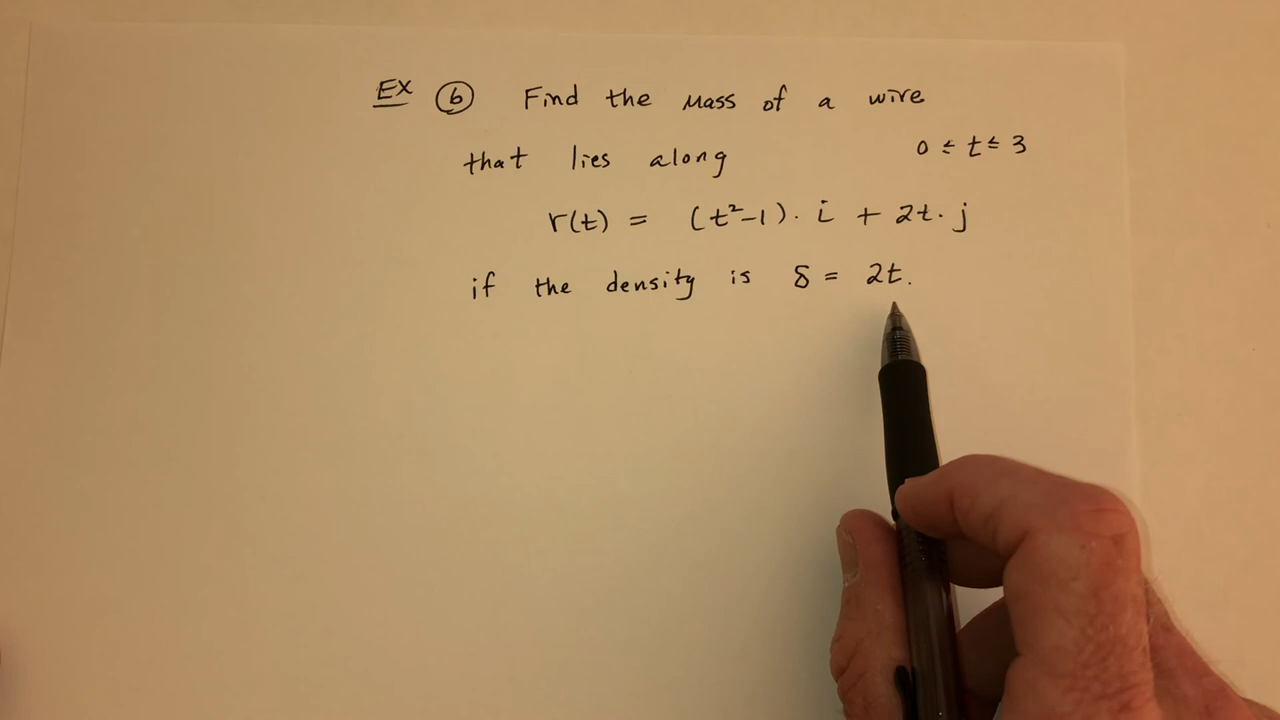 Ex ⑥ Find the mass of a wire
that lies along 0 ≤ t ≤ 3
r(t) = (t²-1)· i + 2t· j
if the density is δ = 2t.